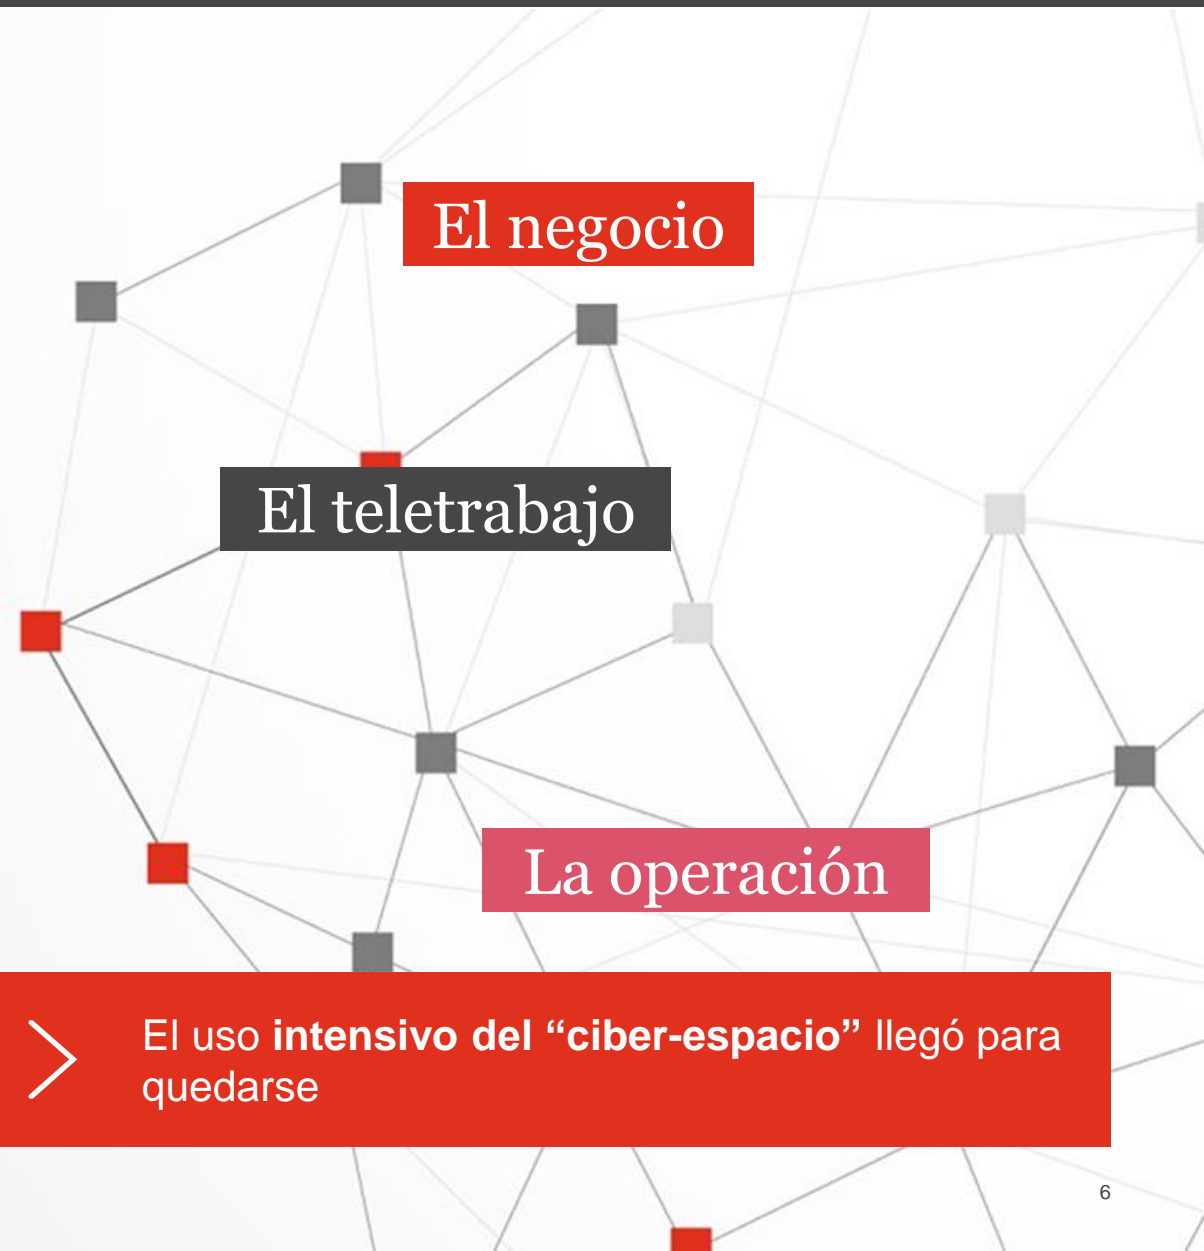 El negocio
El teletrabajo
La operación
El uso intensivo del “ciber-espacio” llegó para
quedarse
6